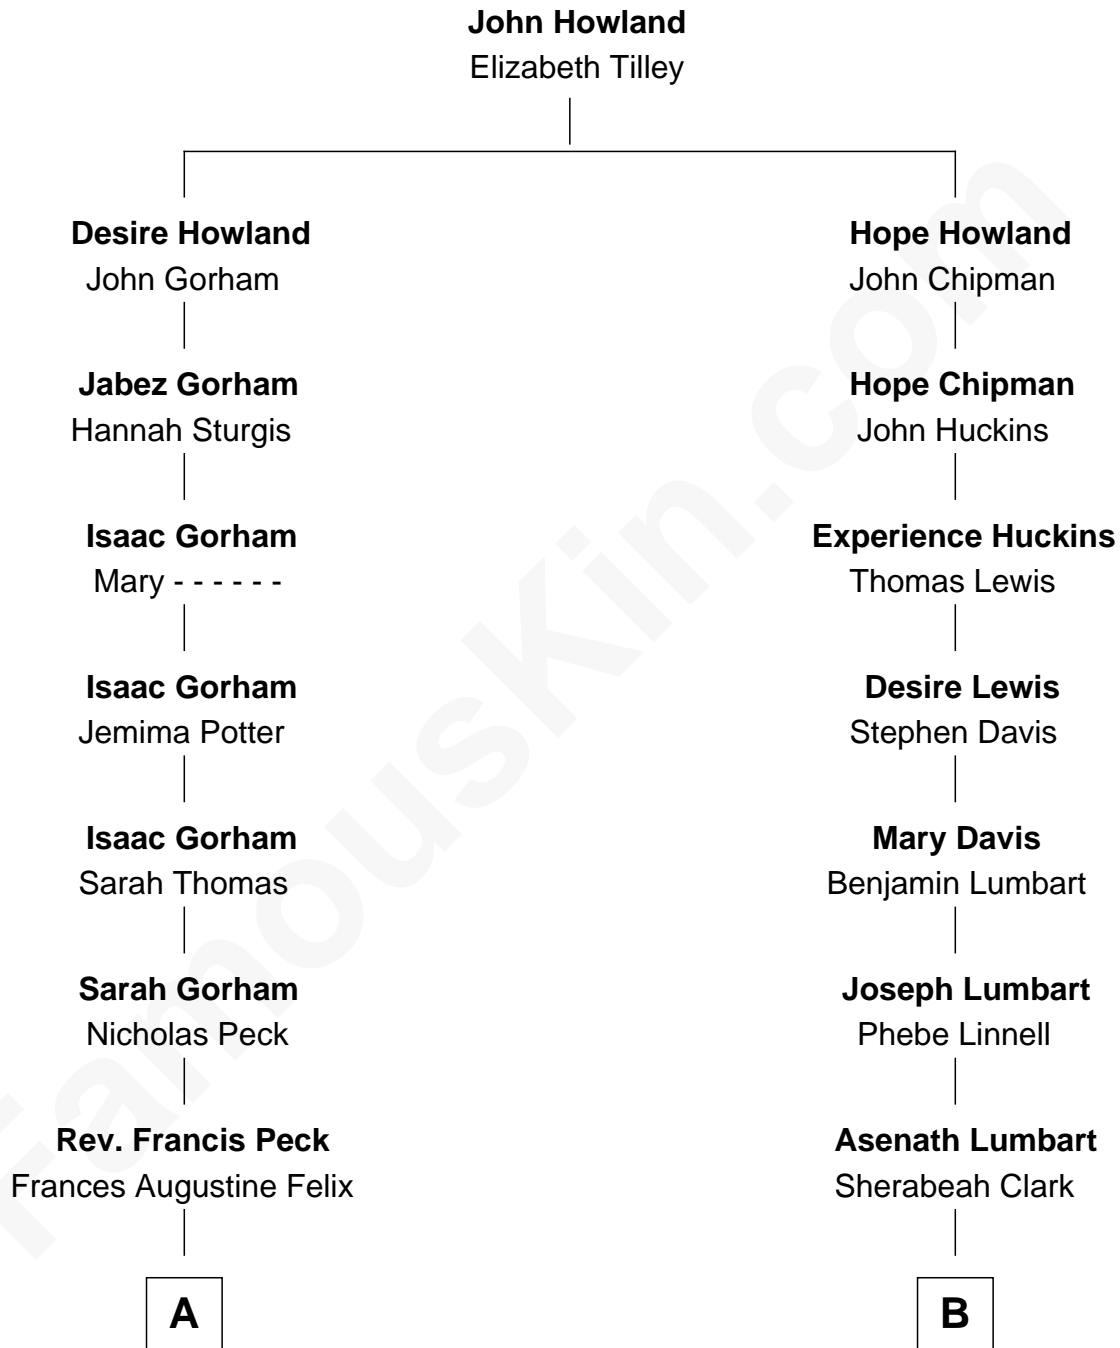 John Howland
Elizabeth Tilley
Desire Howland
John Gorham
Hope Howland
John Chipman
Jabez Gorham
Hannah Sturgis
Hope Chipman
John Huckins
Isaac Gorham
Mary - - - - - -
Experience Huckins
Thomas Lewis
Isaac Gorham
Jemima Potter
Desire Lewis
Stephen Davis
Isaac Gorham
Sarah Thomas
Mary Davis
Benjamin Lumbart
Sarah Gorham
Nicholas Peck
Joseph Lumbart
Phebe Linnell
Rev. Francis Peck
Frances Augustine Felix
Asenath Lumbart
Sherabeah Clark
A
B
FamousKin.com